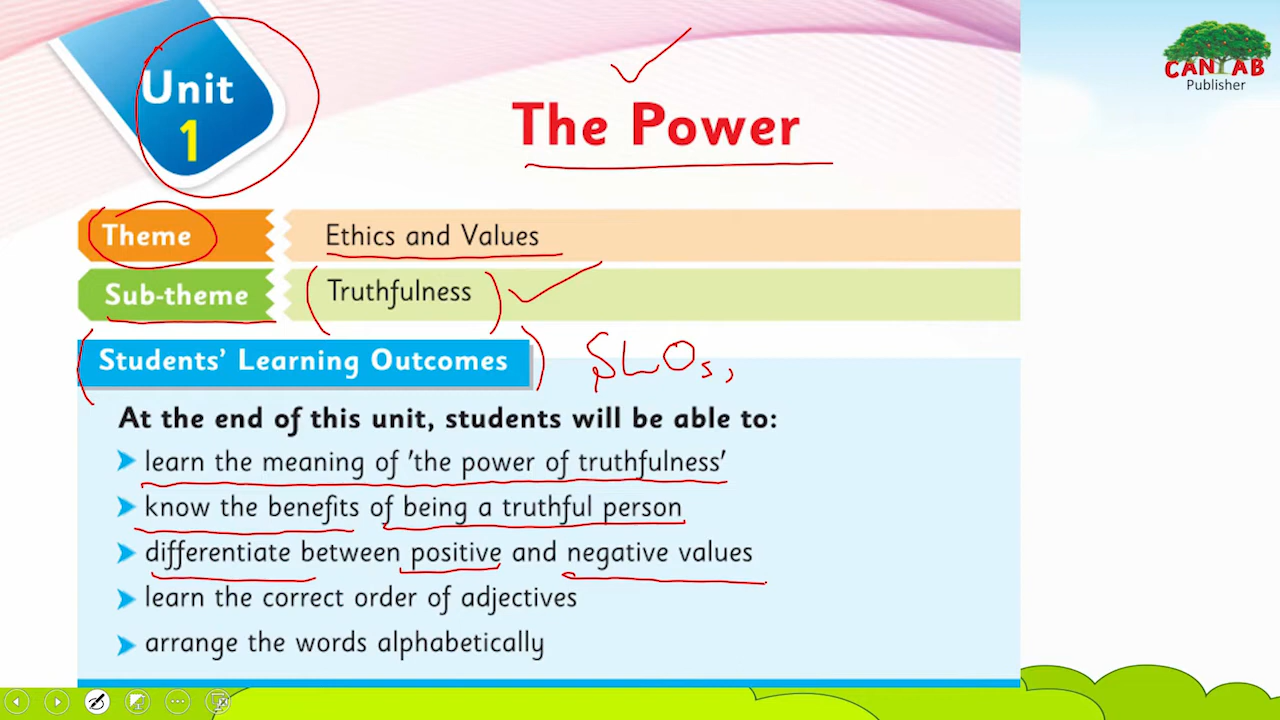 Unit
1
The Power
CANTAB
Publisher
Theme
Ethics and Values
Sub-theme
Truthfulness
Students' Learning Outcomes
SLOs,
At the end of this unit, students will be able to:
learn the meaning of 'the power of truthfulness'
know the benefits of being a truthful person
differentiate between positive and negative values
learn the correct order of adjectives
arrange the words alphabetically